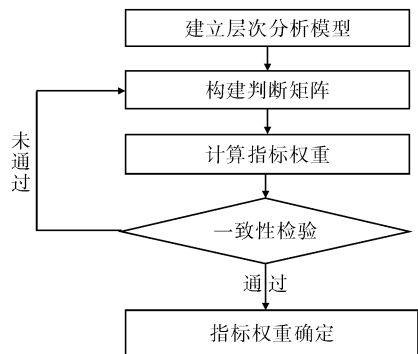 建立层次分析模型
构建判断矩阵
计算指标权重
未通过
一致性检验
通过
指标权重确定